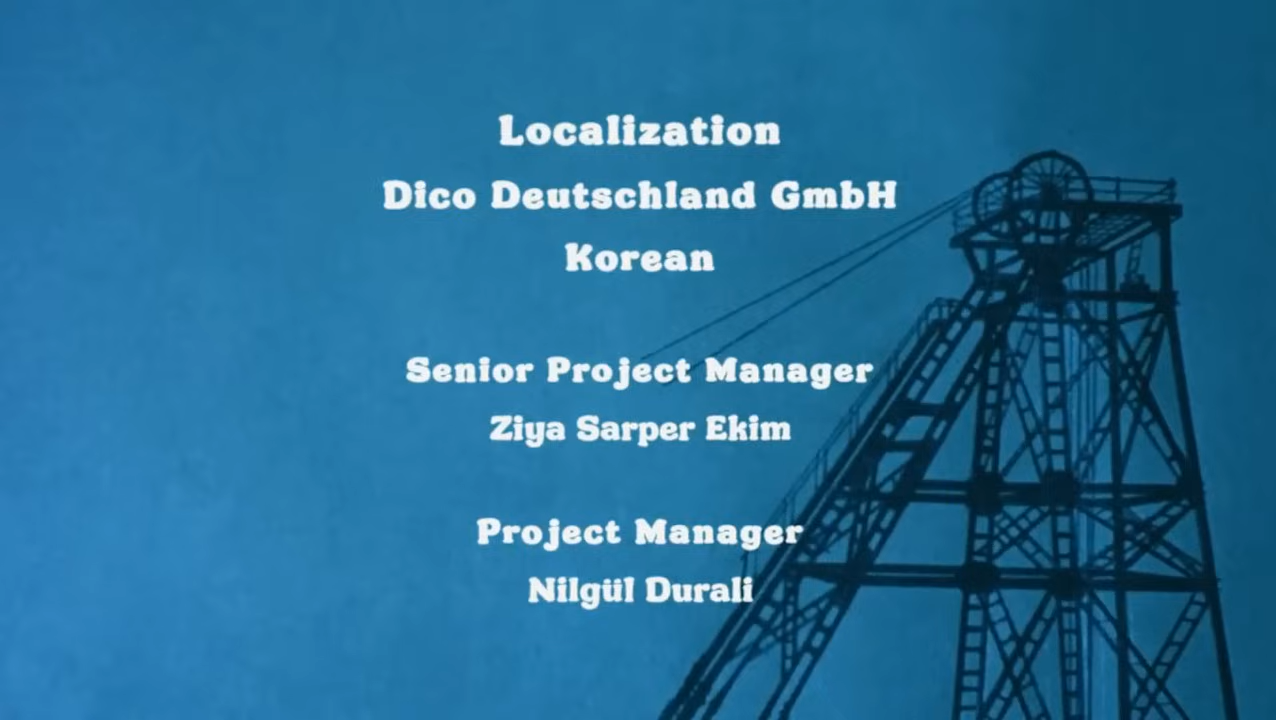 Localization
Dico Deutschland GmbH
Korean
Senior Project Manager
Ziya Sarper Ekim
Project Manager
Nilgül Durali